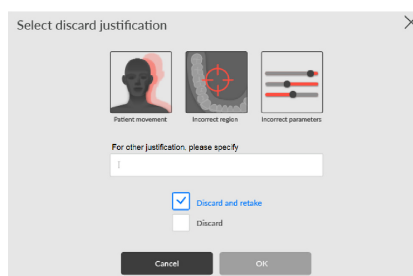 Select discard justification
Patient movement
Incorrect region
Incorrect parameters
For other justification, please specify
Discard and retake
Discard
Cancel
OK